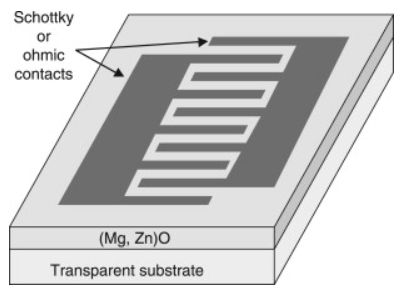 Schottky
or
ohmic
contacts
(Mg, Zn)O
Transparent substrate